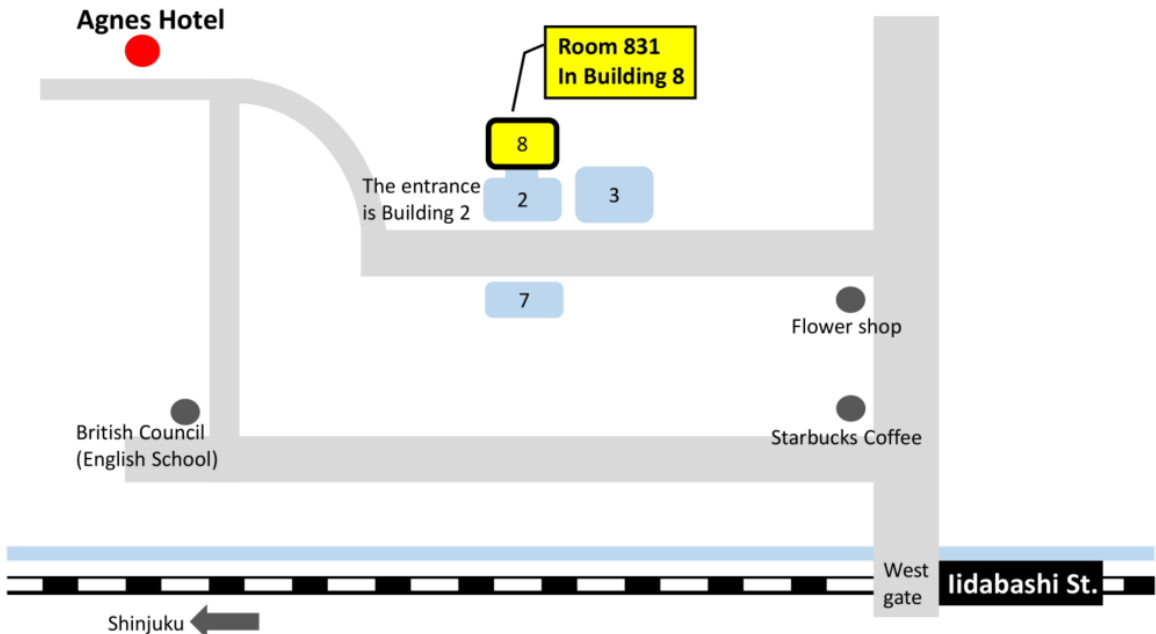 Agnes Hotel
Room 831
In Building 8
8
The entrance
is Building 2
2
3
7
Flower shop
British Council
(English School)
Starbucks Coffee
West
gate
Iidabashi St.
Shinjuku